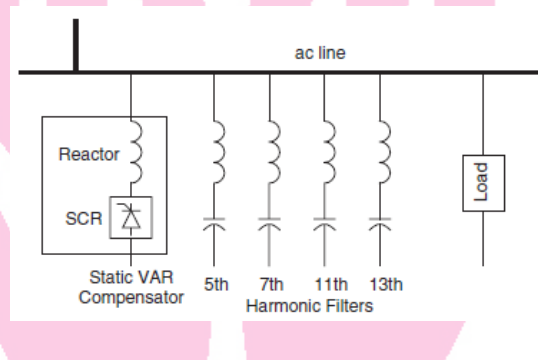 ac line
Reactor
SCR
Load
Static VAR
Compensator
5th 7th 11th 13th
Harmonic Filters